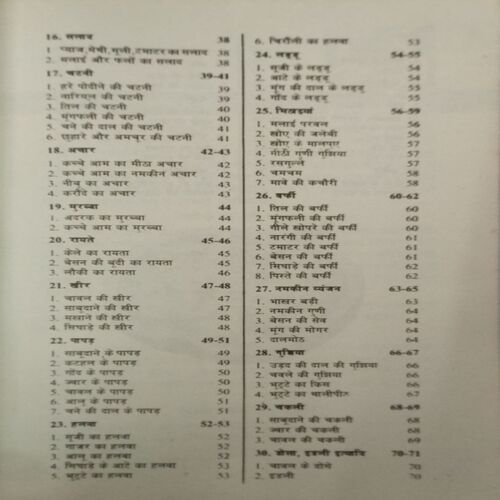 16. सलाद 38
1 प्याज,मेथी,मूली,टमाटर का सलाद 38
2. मलाई और फलों का सलाद 38
17. चटनी 39-41
1. हरे पोदीने की चटनी 39
2. नारियल की चटनी 39
3. तिल की चटनी 40
4. मूंगफली की चटनी 40
5. चने की दाल की चटनी 41
6. छुहारे और अमचूर की चटनी 41
18. अचार 42-43
1. कच्चे आम का मीठा अचार 42
2. कच्चे आम का नमकीन अचार 42
3. नींबू का अचार 43
4. करौंदे का अचार 43
19. मुरब्बा 44
1. अदरक का मुरब्बा 44
2. कच्चे आम का मुरब्बा 44
20. रायते 45-46
1. केले का रायता 45
2. बेसन की बूंदी का रायता 45
3. लौकी का रायता 46
21. खीर 47-48
1. चावल की खीर 47
2. साबूदाने की खीर 47
3. मखाने की खीर 48
4. सिंघाड़े की खीर 48
22. पापड़ 49-51
1. साबूदाने के पापड़ 49
2. कटहल के पापड़ 49
3. गोंद के पापड़ 50
4. ज्वार के पापड़ 50
5. चावल के पापड़ 50
6. आलू के पापड़ 51
7. चने की दाल के पापड़ 51
23. हलवा 52-53
1. सूजी का हलवा 52
2. गाजर का हलवा 52
3. आलू का हलवा 52
4. सिंघाड़े के आटे का हलवा 53
5. भुट्टे का हलवा 53
6. चिरौंजी का हलवा 53
24. लड्डू 54-55
1. सूजी के लड्डू 54
2. आटे के लड्डू 54
3. मूंग की दाल के लड्डू 55
4. गोंद के लड्डू 55
25. मिठाइयां 56-59
1. मलाई परवल 56
2. खोए की जलेबी 56
3. खोए के मालपुए 57
4. मीठी गुणी गुझिया 57
5. रसगुल्ले 57
6. चमचम 58
7. मावे की कचौरी 58
26. बर्फी 60-62
1. तिल की बर्फी 60
2. मूंगफली की बर्फी 60
3. गीले खोपरे की बर्फी 60
4. नारंगी की बर्फी 61
5. टमाटर की बर्फी 61
6. बेसन की बर्फी 61
7. सिंघाड़े की बर्फी 62
8. पिस्ते की बर्फी 62
27. नमकीन व्यंजन 63-65
1. भाखर बड़ी 63
2. नमकीन गुणी 64
3. बेसन की सेव 64
4. मूंग की मोगर 64
5. दालमोठ 64
28. गुझिया 66-67
1. उड़द की दाल की गुझिया 66
2. चवले की गुझिया 66
3. भुट्टे का किस 66
4. भुट्टे का थालीपीठ 67
29. चकली 68-69
1. साबूदाने की चकली 68
2. ज्वार की चकली 68
3. चावल की चकली 69
30. डोसा, इडली इत्यादि 70-71
1. चावल के डोसे 70
2. इडली 70